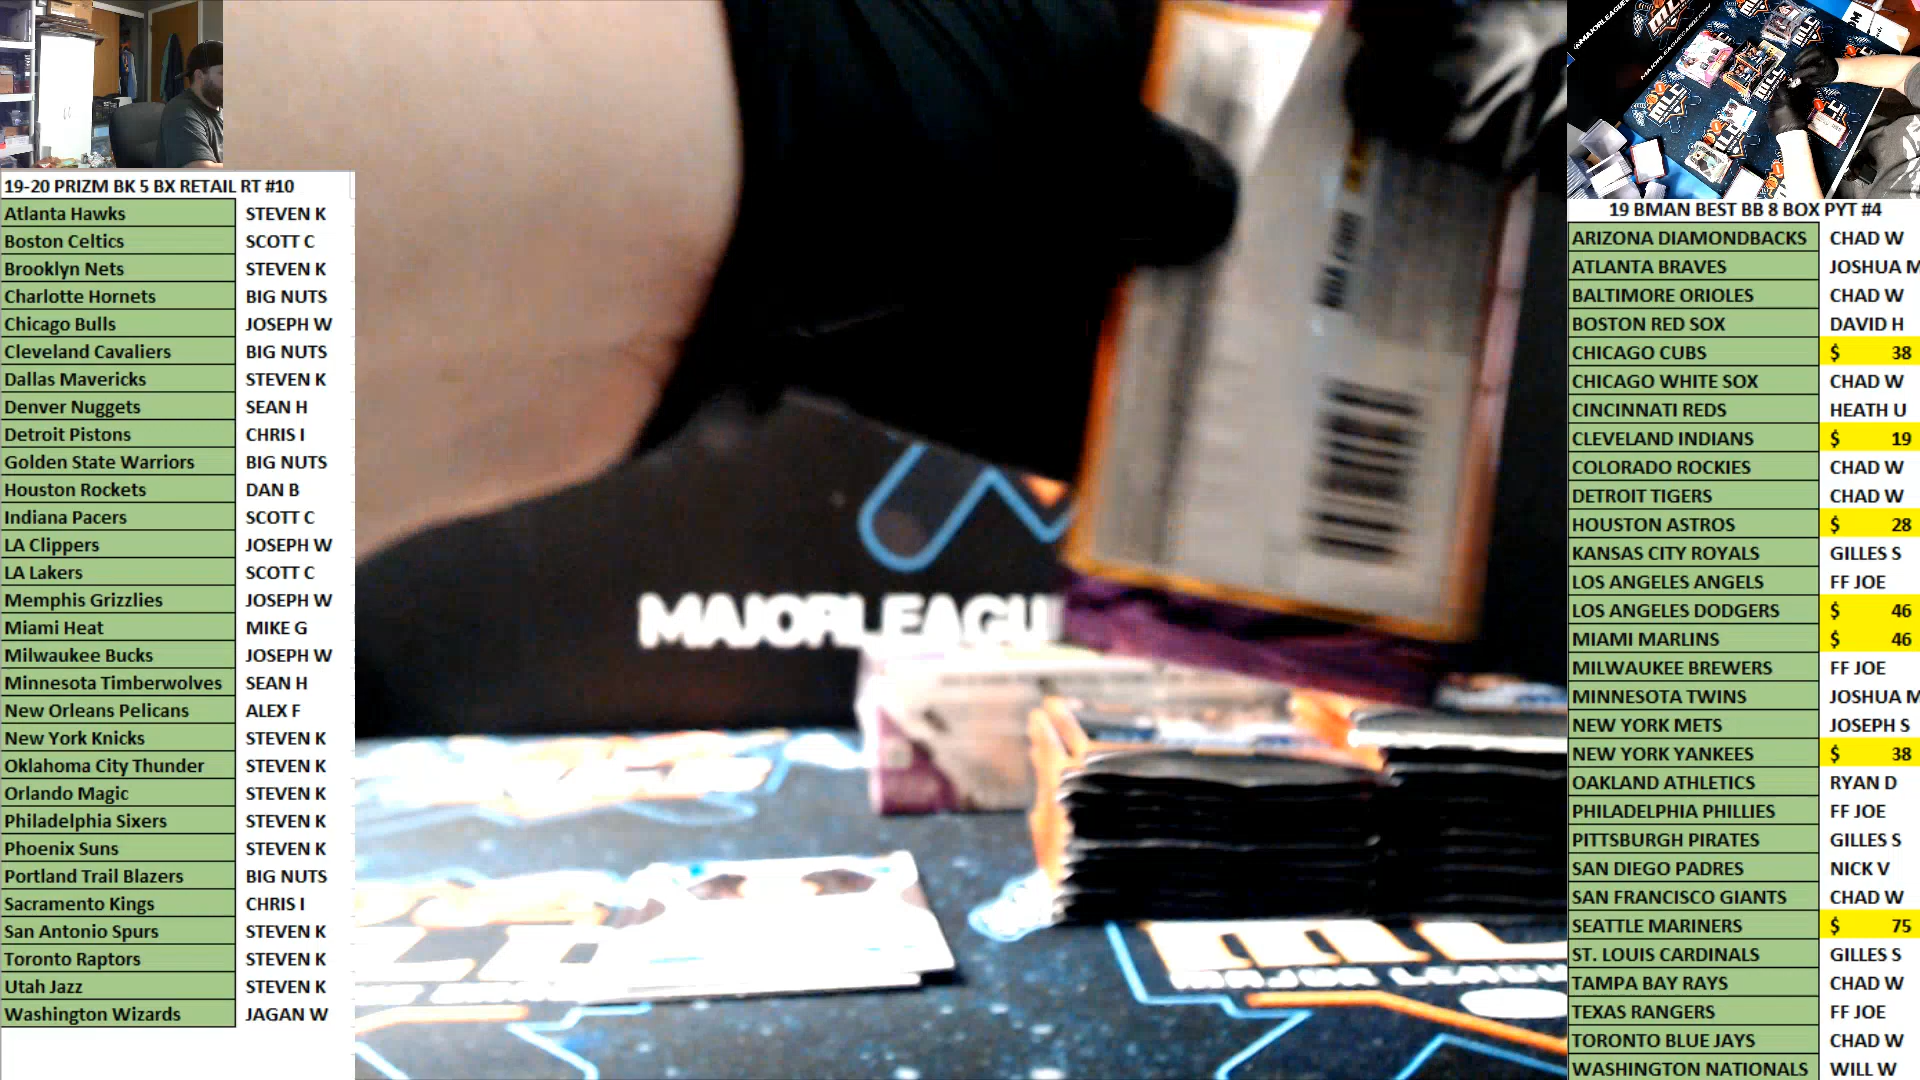 19-20 PRIZM BK 5 BX RETAIL RT #10
Atlanta Hawks STEVEN K
Boston Celtics SCOTT C
Brooklyn Nets STEVEN K
Charlotte Hornets BIG NUTS
Chicago Bulls JOSEPH W
Cleveland Cavaliers BIG NUTS
Dallas Mavericks STEVEN K
Denver Nuggets SEAN H
Detroit Pistons CHRIS I
Golden State Warriors BIG NUTS
Houston Rockets DAN B
Indiana Pacers SCOTT C
LA Clippers JOSEPH W
LA Lakers SCOTT C
Memphis Grizzlies JOSEPH W
Miami Heat MIKE G
Milwaukee Bucks JOSEPH W
Minnesota Timberwolves SEAN H
New Orleans Pelicans ALEX F
New York Knicks STEVEN K
Oklahoma City Thunder STEVEN K
Orlando Magic STEVEN K
Philadelphia Sixers STEVEN K
Phoenix Suns STEVEN K
Portland Trail Blazers BIG NUTS
Sacramento Kings CHRIS I
San Antonio Spurs STEVEN K
Toronto Raptors STEVEN K
Utah Jazz STEVEN K
Washington Wizards JAGAN W
MAJORLEAGU
MAJOR LEAGU
19 BMAN BEST BB 8 BOX PYT #4
ARIZONA DIAMONDBACKS CHAD W
ATLANTA BRAVES JOSHUA M
BALTIMORE ORIOLES CHAD W
BOSTON RED SOX DAVID H
CHICAGO CUBS $ 38
CHICAGO WHITE SOX CHAD W
CINCINNATI REDS HEATH U
CLEVELAND INDIANS $ 19
COLORADO ROCKIES CHAD W
DETROIT TIGERS CHAD W
HOUSTON ASTROS $ 28
KANSAS CITY ROYALS GILLES S
LOS ANGELES ANGELS FF JOE
LOS ANGELES DODGERS $ 46
MIAMI MARLINS $ 46
MILWAUKEE BREWERS FF JOE
MINNESOTA TWINS JOSHUA M
NEW YORK METS JOSEPH S
NEW YORK YANKEES $ 38
OAKLAND ATHLETICS RYAN D
PHILADELPHIA PHILLIES FF JOE
PITTSBURGH PIRATES GILLES S
SAN DIEGO PADRES NICK V
SAN FRANCISCO GIANTS CHAD W
SEATTLE MARINERS $ 75
ST. LOUIS CARDINALS GILLES S
TAMPA BAY RAYS CHAD W
TEXAS RANGERS FF JOE
TORONTO BLUE JAYS CHAD W
WASHINGTON NATIONALS WILL W